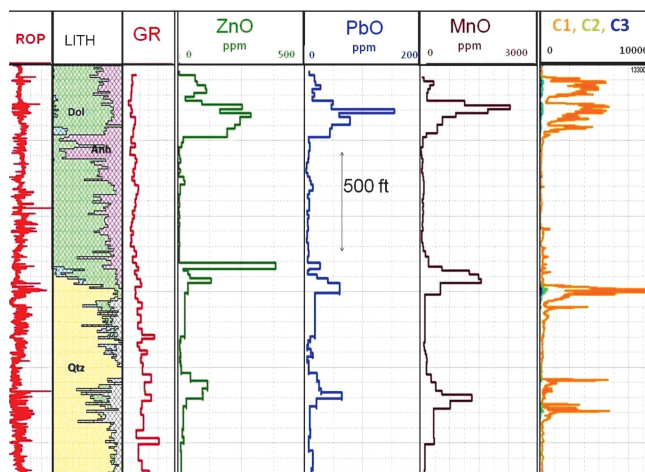 ROP LITH GR ZnO PbO MnO C1, C2, C3
ppm ppm ppm
0 500 0 200 0 3000 0 10000
13300
Dol
Anh
500 ft
Qtz